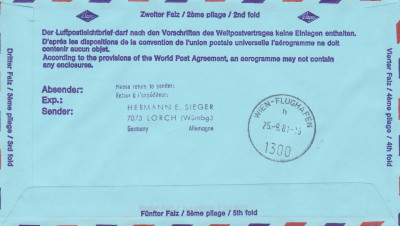 Zweiter Falz / 2ème pliage / 2nd fold
Der Luftpostleichtbrief darf nach den Vorschriften des Weltpostvertrages keine Einlagen enthalten.
D'après les dispositions de la convention de l'union postale universelle l'aérogramme ne doit
contenir aucun objet.
According to the provisions of the World Post Agreement, an aerogramme may not contain
any enclosures.
Dritter Falz / 3ème pliage / 3rd fold
Vierter Falz / 4ème pliage / 4th fold
Absender:
Exp.:
Sender:
Please return to sender:
Retour à l'expéditeur:
HERMANN E. SIEGER
7073 LORCH (Württbg.)
Germany Allemagne
WIEN-FLUGHAFEN
h
25.-8.81-15
1300
Fünfter Falz / 5ème pliage / 5th fold